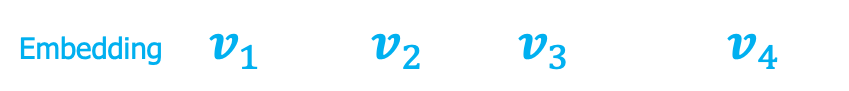 Embedding v₁ v₂ v₃ v₄